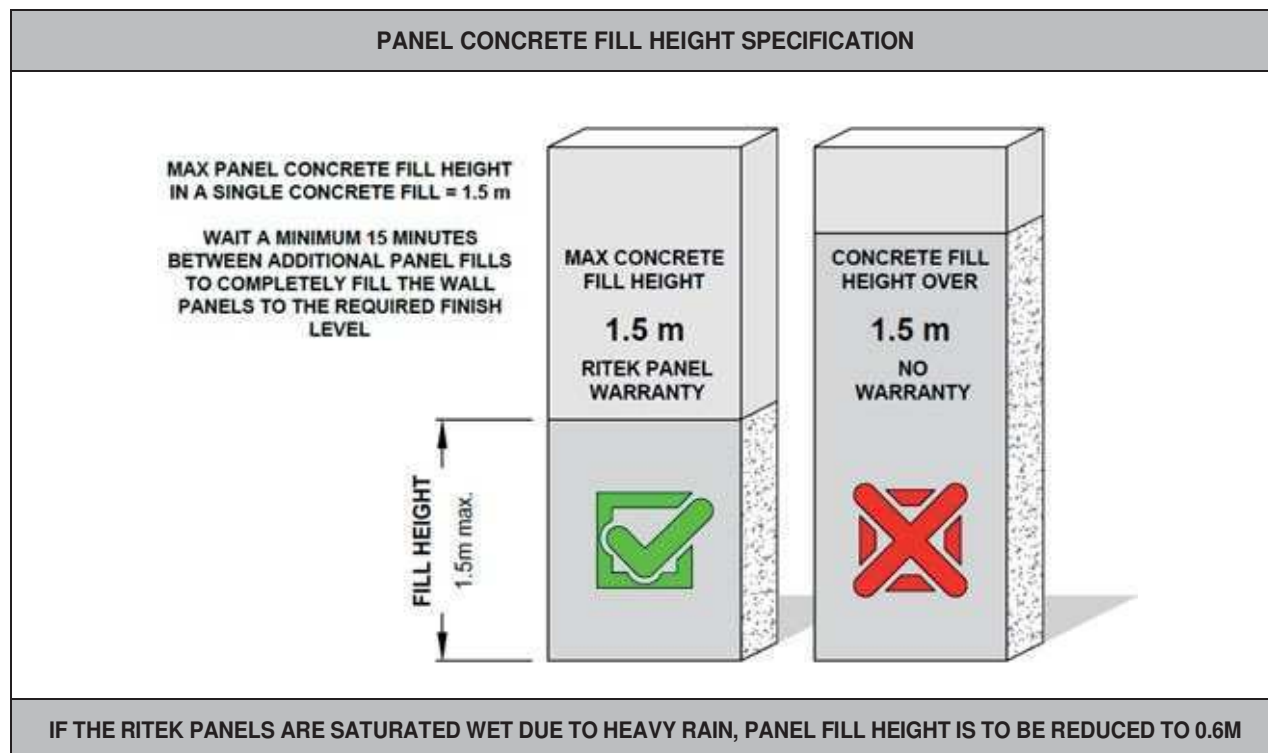 PANEL CONCRETE FILL HEIGHT SPECIFICATION
MAX PANEL CONCRETE FILL HEIGHT
IN A SINGLE CONCRETE FILL = 1.5 m
WAIT A MINIMUM 15 MINUTES
BETWEEN ADDITIONAL PANEL FILLS
TO COMPLETELY FILL THE WALL
PANELS TO THE REQUIRED FINISH
LEVEL
MAX CONCRETE
FILL HEIGHT
1.5 m
RITEK PANEL
WARRANTY
CONCRETE FILL
HEIGHT OVER
1.5 m
NO
WARRANTY
FILL HEIGHT
1.5m max.
IF THE RITEK PANELS ARE SATURATED WET DUE TO HEAVY RAIN, PANEL FILL HEIGHT IS TO BE REDUCED TO 0.6M